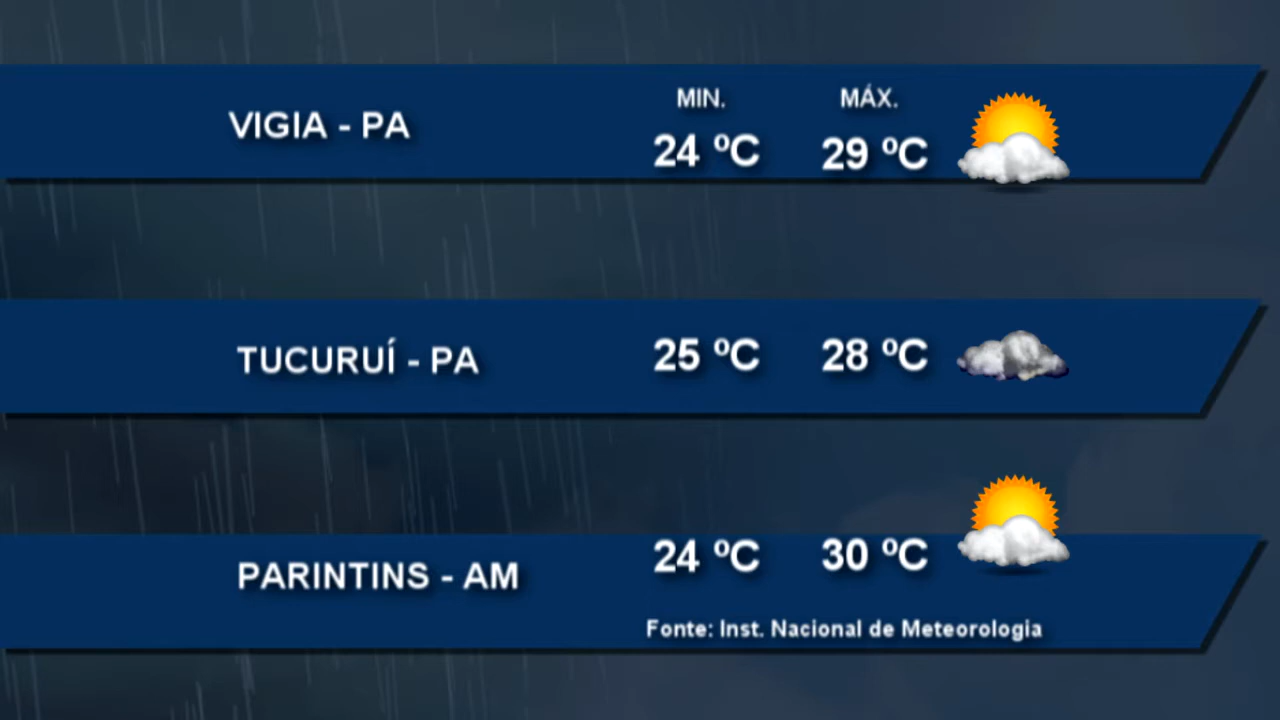 MIN. MÁX.
VIGIA - PA 24 ºC 29 ºC
TUCURUÍ - PA 25 ºC 28 ºC
PARINTINS - AM 24 ºC 30 ºC
Fonte: Inst. Nacional de Meteorologia